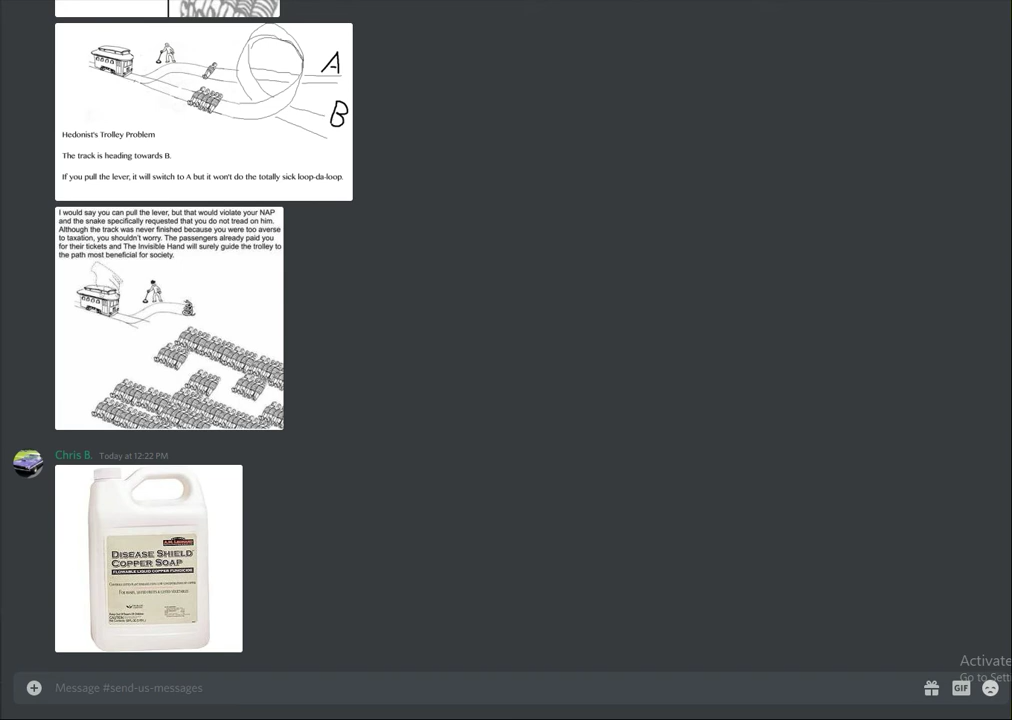 A
B
Hedonist's Trolley Problem
The track is heading towards B.
If you pull the lever, it will switch to A but it won't do the totally sick loop-da-loop.
I would say you can pull the lever, but that would violate your NAP
and the snake specifically requested that you do not tread on him.
Although the track was never finished because you were too averse
to taxation, you shouldn't worry. The passengers already paid you
for their tickets and The Invisible Hand will surely guide the trolley to
the path most beneficial for society.
Chris B. Today at 12:22 PM
DISEASE SHIELD
COPPER SOAP
FLOWABLE LIQUID COPPER FUNGICIDE
CAUTION
Message #send-us-messages
GIF
Activate
Go to Setti